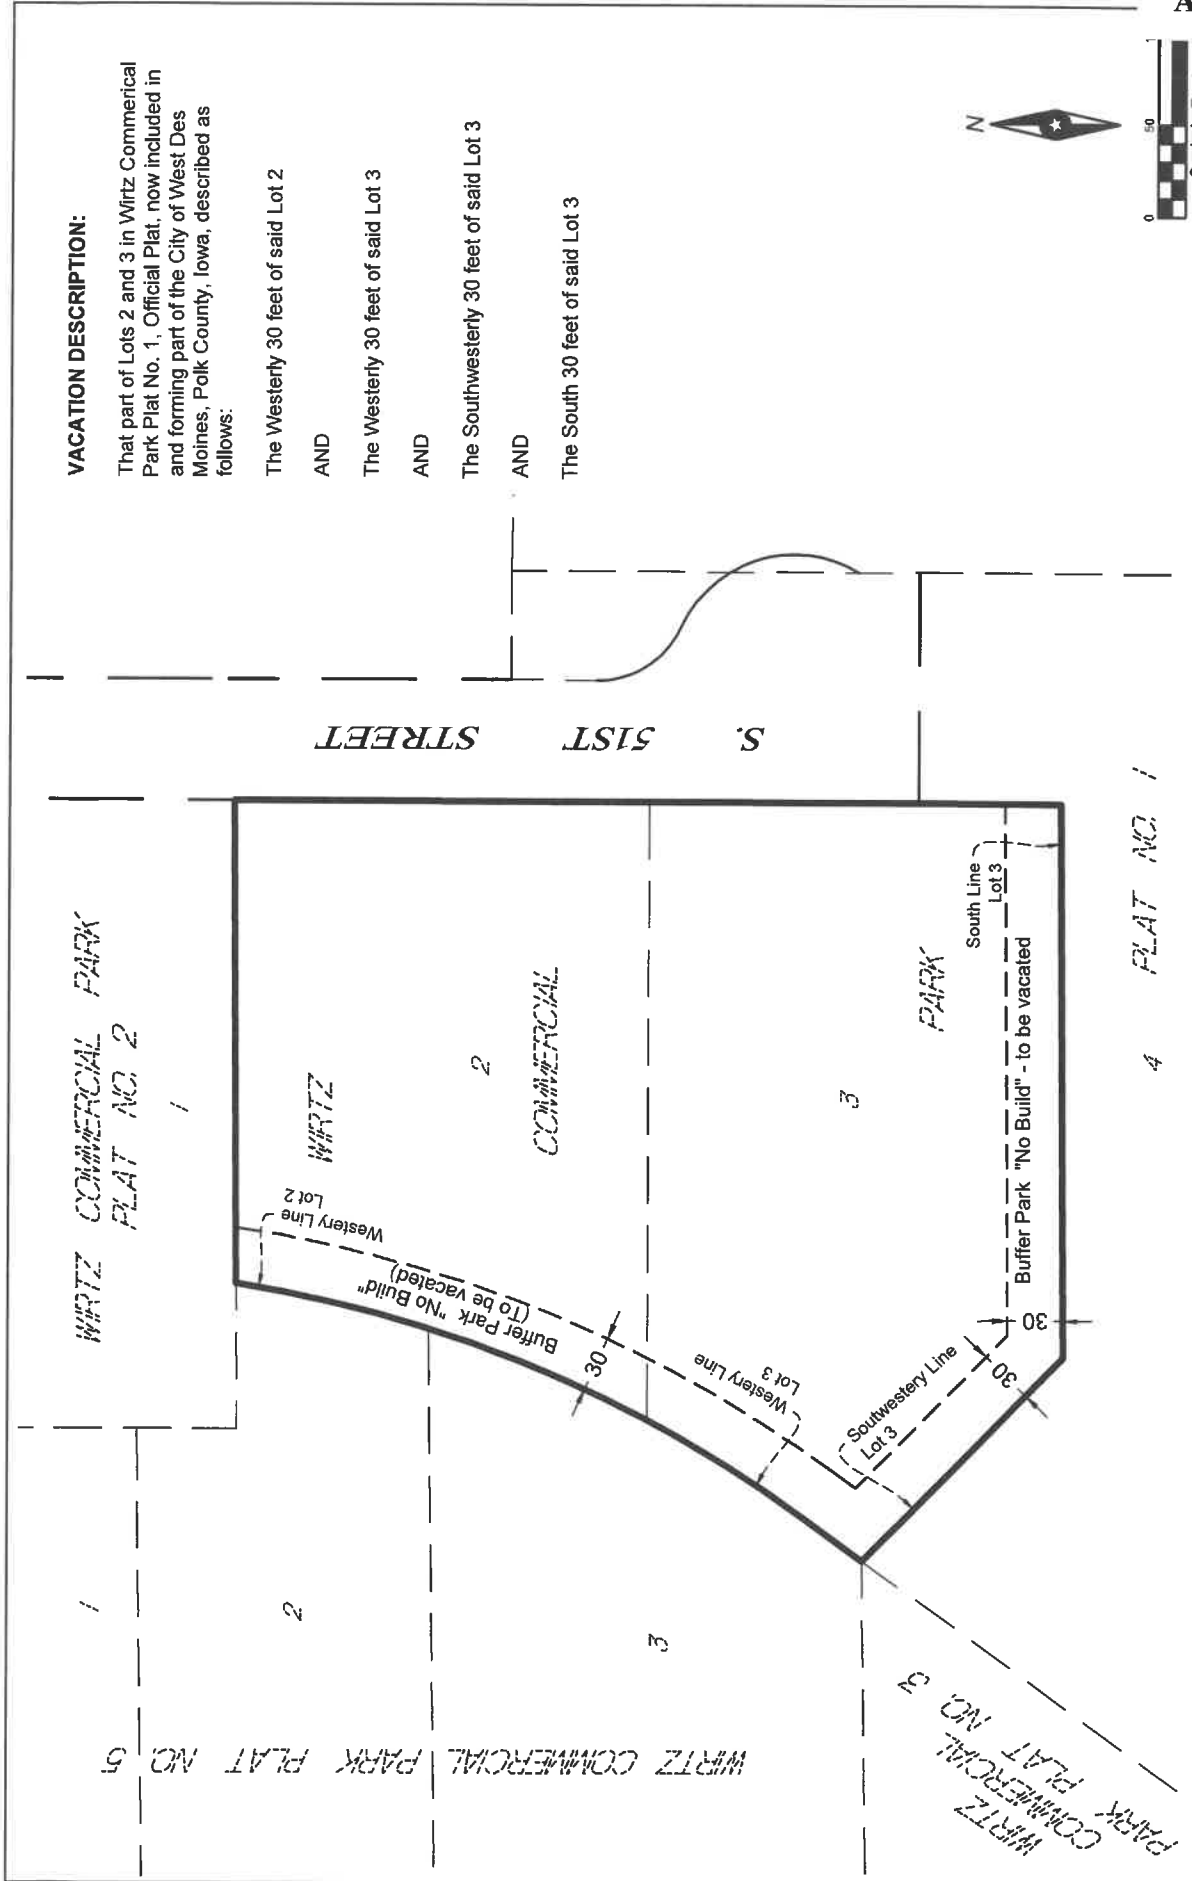 VACATION DESCRIPTION:
That part of Lots 2 and 3 in Wirtz Commerical
Park Plat No. 1, Official Plat, now included in
and forming part of the City of West Des
Moines, Polk County, Iowa, described as
follows:
The Westerly 30 feet of said Lot 2
AND
The Westerly 30 feet of said Lot 3
AND
The Southwesterly 30 feet of said Lot 3
AND
The South 30 feet of said Lot 3
N
0 50 1
A
S. 51ST STREET
WIRTZ COMMERCIAL PARK
PLAT NO. 2
1
WIRTZ
2
COMMERCIAL
3
PARK
4 PLAT NO. 1
Westery Line
Lot 2
Buffer Park "No Build"
(To be vacated)
30
Westery Line
Lot 3
Soutwestery Line
Lot 3
30
30
Buffer Park "No Build" - to be vacated
South Line
Lot 3
1
2
3
WIRTZ COMMERCIAL PARK PLAT NO. 5
WIRTZ
COMMERCIAL
PARK PLAT NO. 3